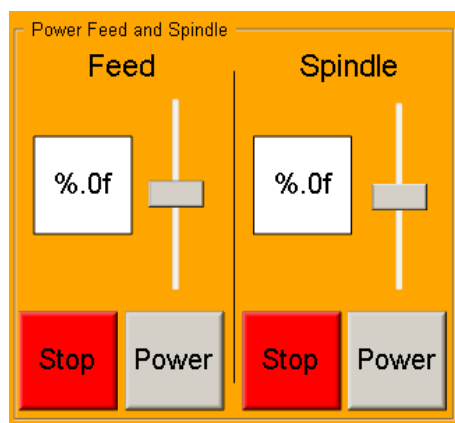 Power Feed and Spindle
Feed
Spindle
%.0f
%.0f
Stop
Power
Stop
Power